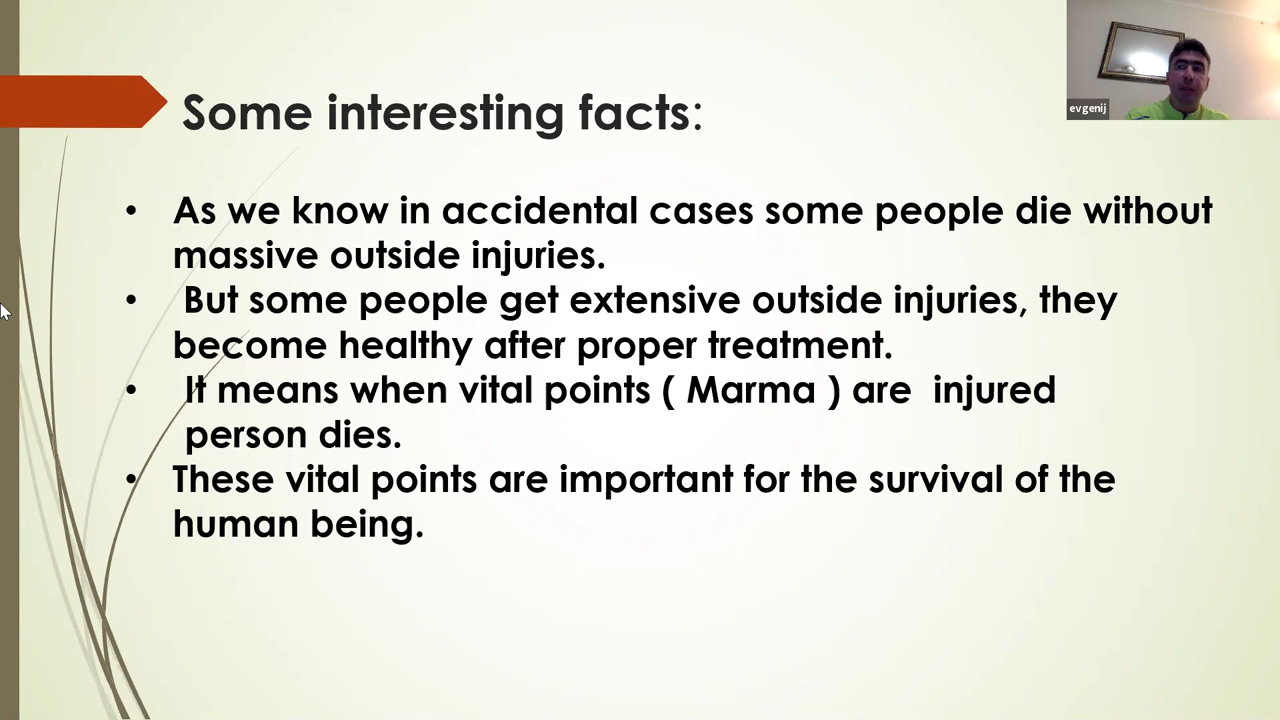 evgenij
Some interesting facts:
• As we know in accidental cases some people die without
massive outside injuries.
• But some people get extensive outside injuries, they
become healthy after proper treatment.
• It means when vital points ( Marma ) are  injured
person dies.
• These vital points are important for the survival of the
human being.